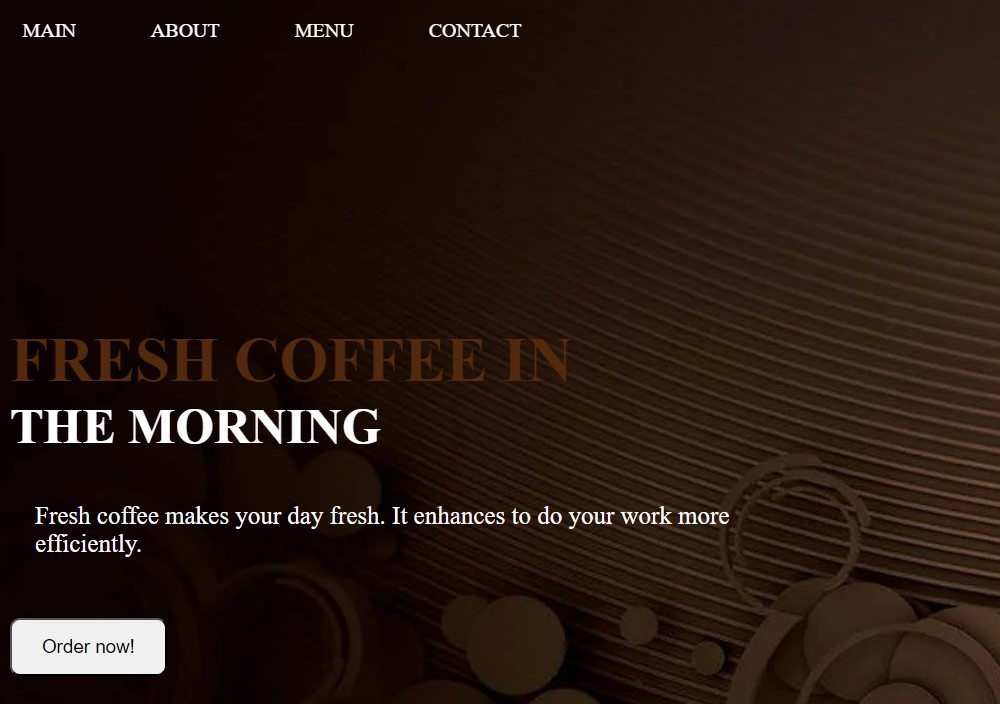 MAIN ABOUT MENU CONTACT
FRESH COFFEE IN
THE MORNING
Fresh coffee makes your day fresh. It enhances to do your work more
efficiently.
Order now!